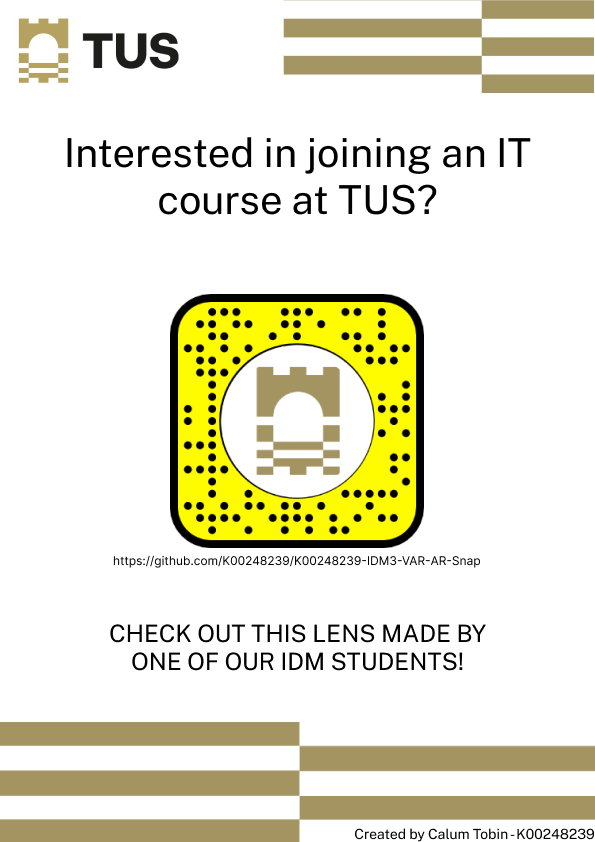 TUS
Interested in joining an IT
course at TUS?
https://github.com/K00248239/K00248239-IDM3-VAR-AR-Snap
CHECK OUT THIS LENS MADE BY
ONE OF OUR IDM STUDENTS!
Created by Calum Tobin - K00248239